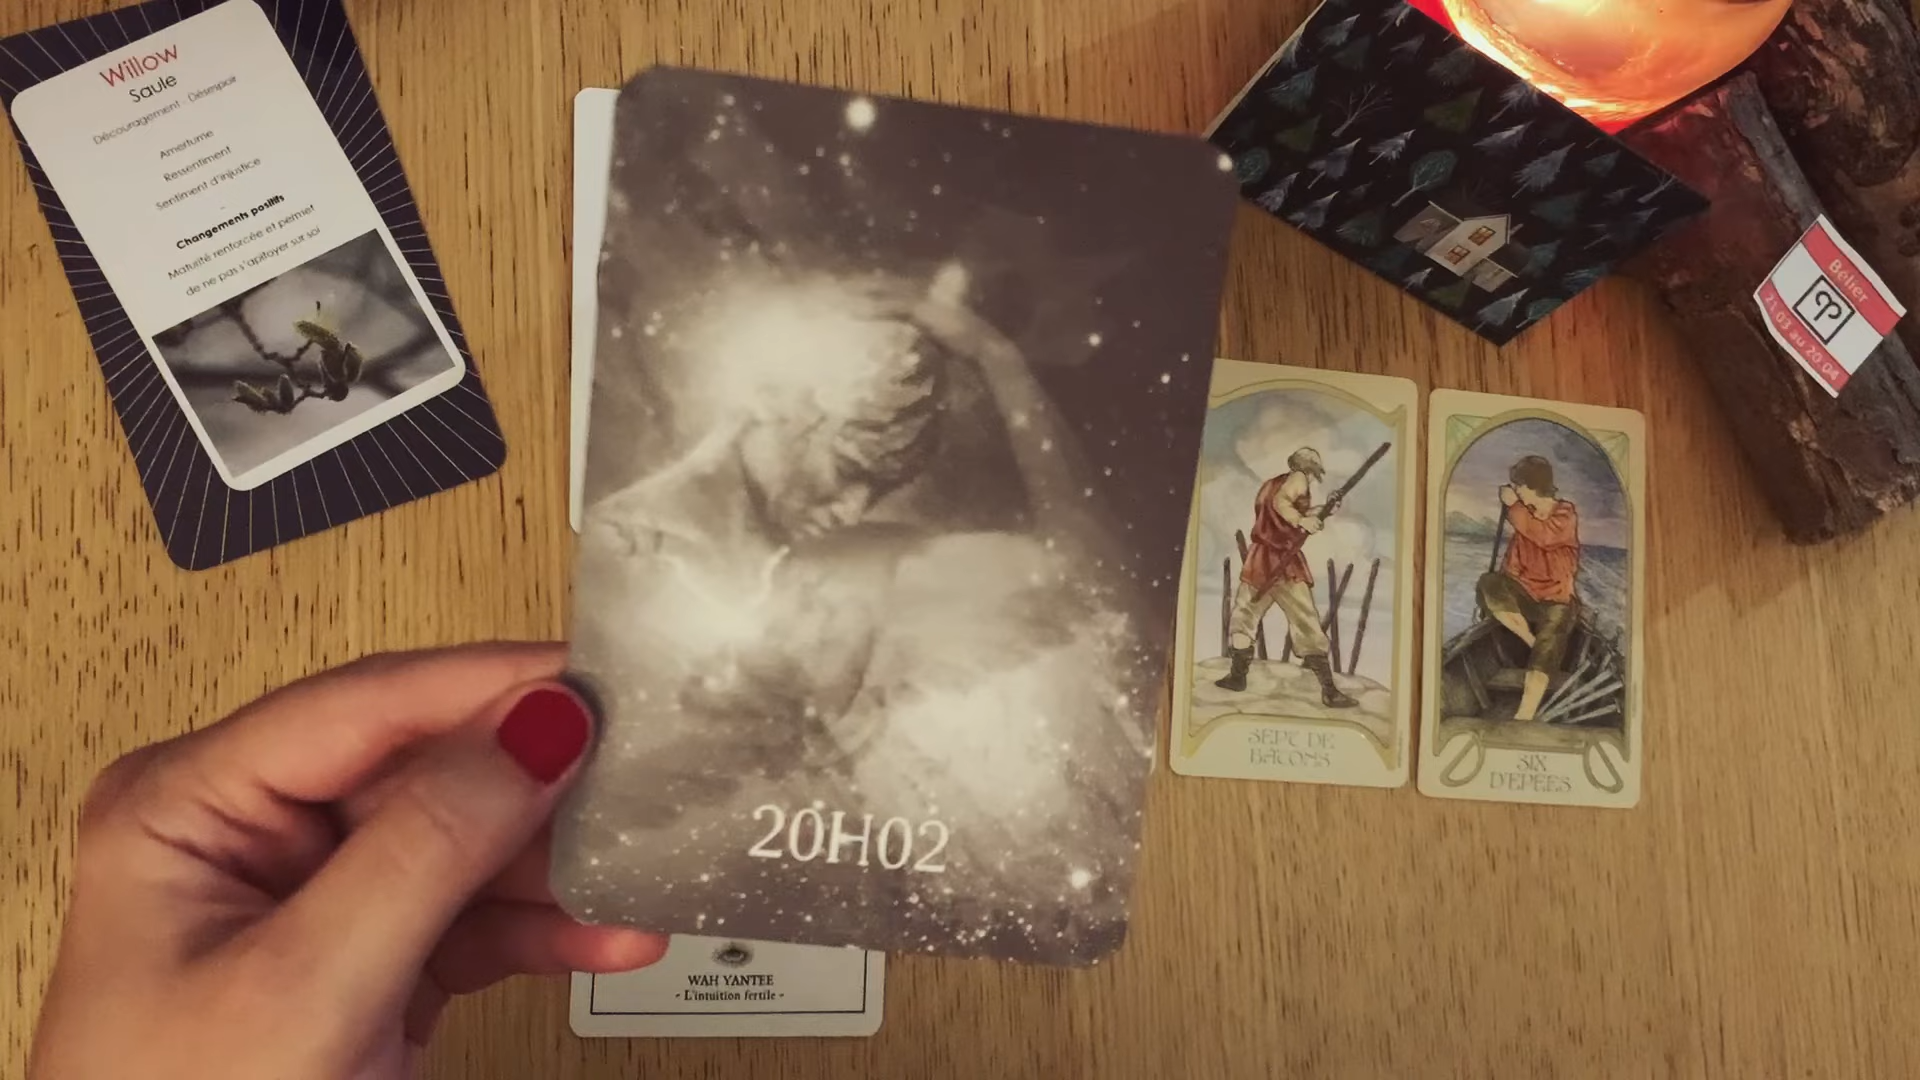 Willow
Saule
Découragement - Désespoir
Amertume
Ressentiment
Sentiment d'injustice
-
Changements positifs
Maturité renforcée et permet
de ne pas s'apitoyer sur soi
20H02
WAH YANTEE
- L'intuition fertile -
SEPT DE
BÂTONS
SIX
D'EPEES
Bélier
21 03 au 20 04